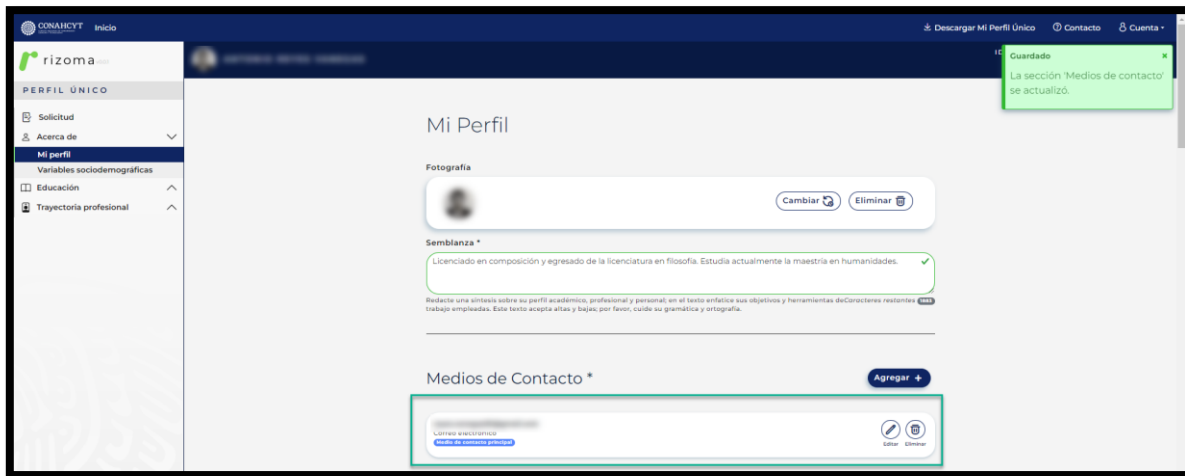 CONAHCYT Inicio
Descargar Mi Perfil Único Contacto Cuenta
rizoma
Guardado
La sección 'Medios de contacto'
se actualizó.
PERFIL ÚNICO
Solicitud
Acerca de
Mi perfil
Variables sociodemográficas
Educación
Trayectoria profesional
Mi Perfil
Fotografía
Cambiar Eliminar
Semblanza *
Licenciado en composición y egresado de la licenciatura en filosofía. Estudia actualmente la maestría en humanidades.
Redacte una síntesis sobre su perfil académico, profesional y personal; en el texto enfatice sus objetivos y herramientas de Caracteres restantes
trabajo empleadas. Este texto acepta altas y bajas; por favor, cuide su gramática y ortografía.
Medios de Contacto *
Agregar +
Correo electrónico
Medio de contacto principal
Editar Eliminar